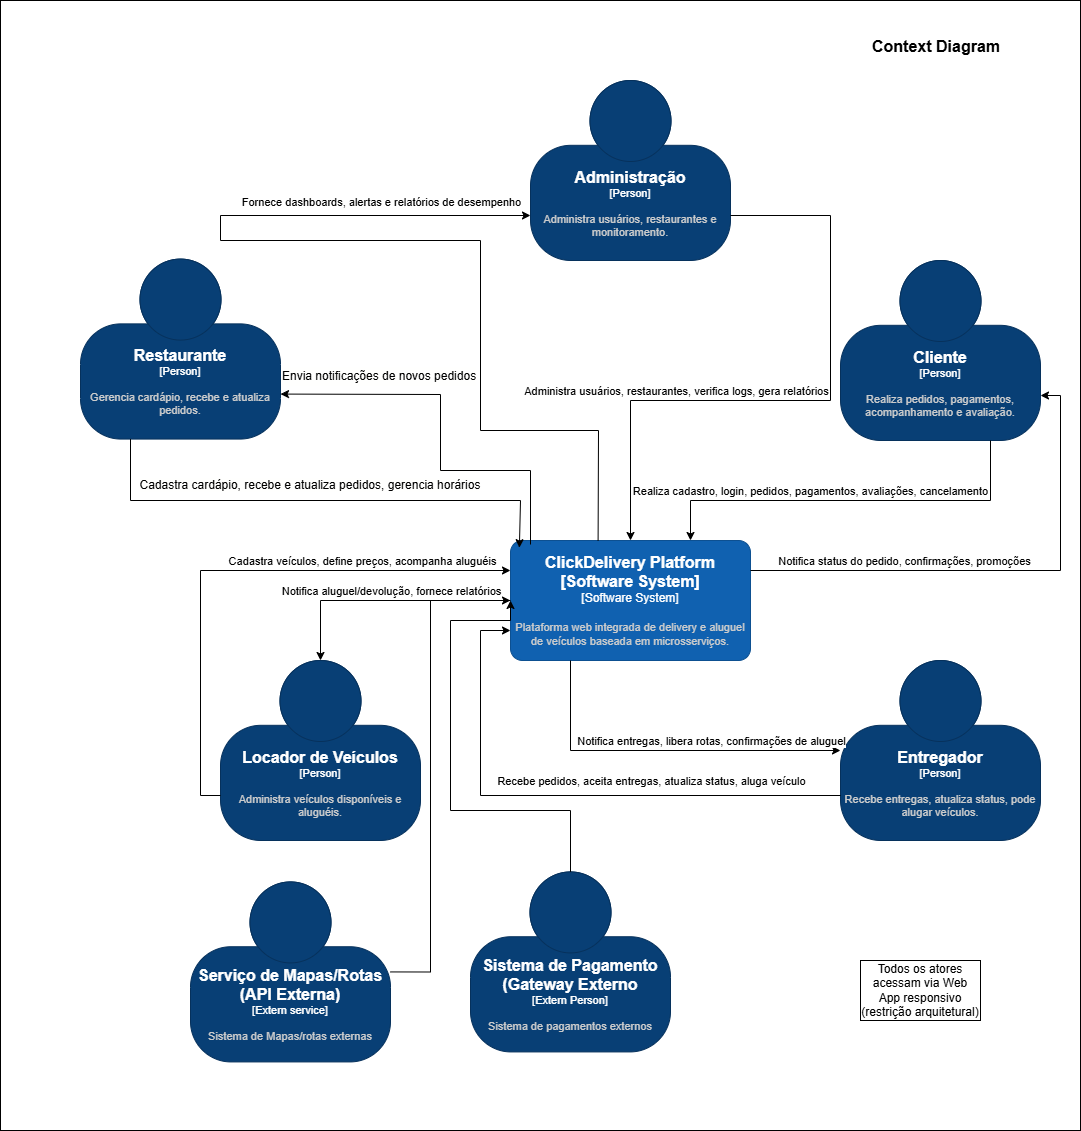 Context Diagram
Administração
[Person]
Administra usuários, restaurantes e
monitoramento.
Fornece dashboards, alertas e relatórios de desempenho
Restaurante
[Person]
Gerencia cardápio, recebe e atualiza
pedidos.
Envia notificações de novos pedidos
Administra usuários, restaurantes, verifica logs, gera relatórios
Cliente
[Person]
Realiza pedidos, pagamentos,
acompanhamento e avaliação.
Cadastra cardápio, recebe e atualiza pedidos, gerencia horários
Realiza cadastro, login, pedidos, pagamentos, avaliações, cancelamento
Cadastra veículos, define preços, acompanha aluguéis
ClickDelivery Platform
[Software System]
[Software System]
Plataforma web integrada de delivery e aluguel
de veículos baseada em microsserviços.
Notifica status do pedido, confirmações, promoções
Notifica aluguel/devolução, fornece relatórios
Locador de Veículos
[Person]
Administra veículos disponíveis e
aluguéis.
Notifica entregas, libera rotas, confirmações de aluguel
Recebe pedidos, aceita entregas, atualiza status, aluga veículo
Entregador
[Person]
Recebe entregas, atualiza status, pode
alugar veículos.
Serviço de Mapas/Rotas
(API Externa)
[Extern service]
Sistema de Mapas/rotas externas
Sistema de Pagamento
(Gateway Externo
[Extern Person]
Sistema de pagamentos externos
Todos os atores
acessam via Web
App responsivo
(restrição arquitetural)